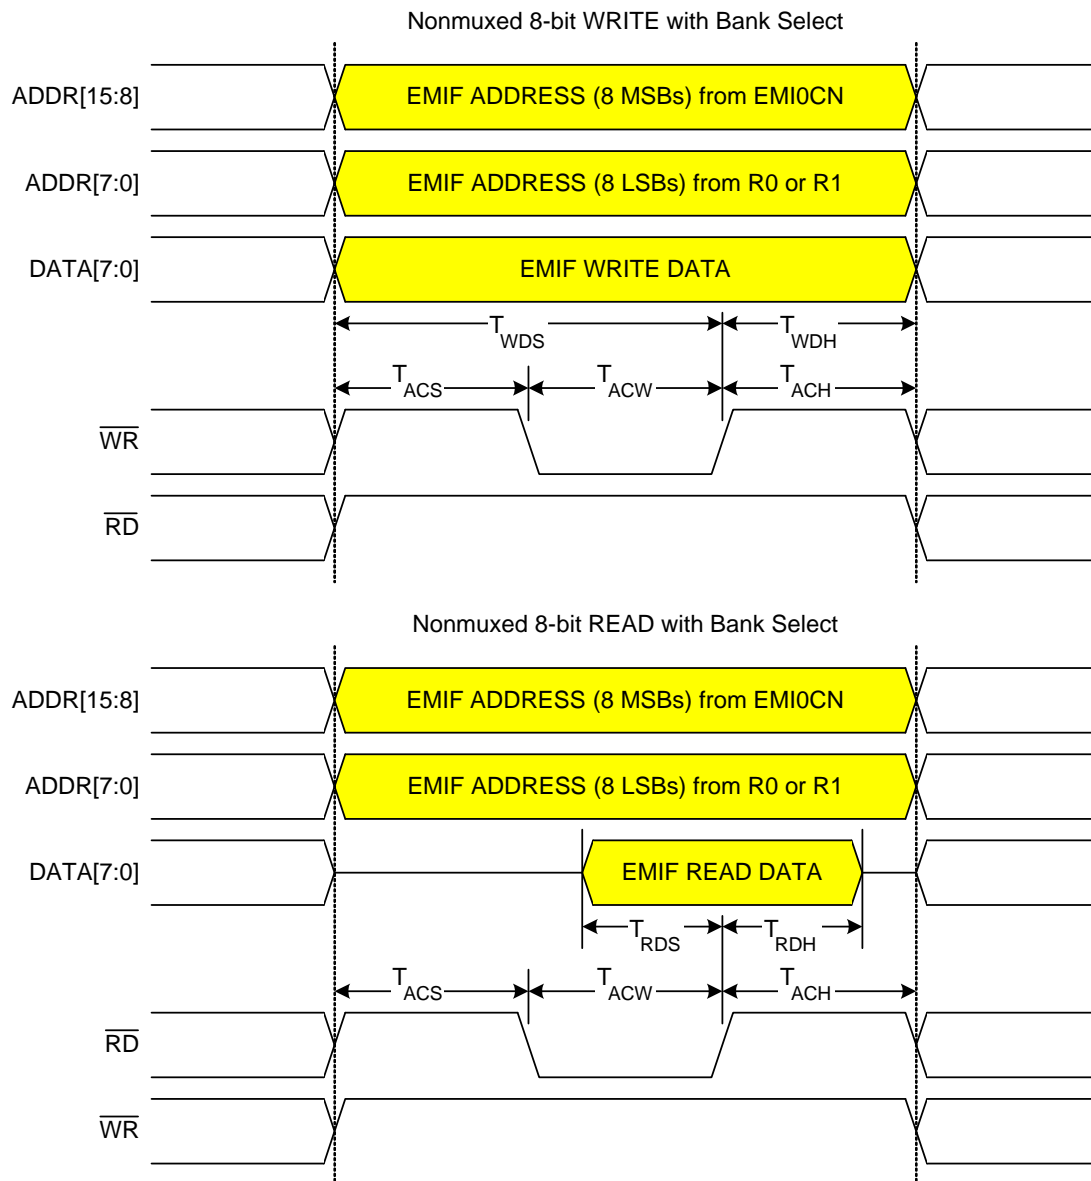 Nonmuxed 8-bit WRITE with Bank Select
ADDR[15:8]
EMIF ADDRESS (8 MSBs) from EMI0CN
ADDR[7:0]
EMIF ADDRESS (8 LSBs) from R0 or R1
DATA[7:0]
EMIF WRITE DATA
TWDS
TWDH
TACS
TACW
TACH
WR
RD
Nonmuxed 8-bit READ with Bank Select
ADDR[15:8]
EMIF ADDRESS (8 MSBs) from EMI0CN
ADDR[7:0]
EMIF ADDRESS (8 LSBs) from R0 or R1
DATA[7:0]
EMIF READ DATA
TRDS
TRDH
TACS
TACW
TACH
RD
WR